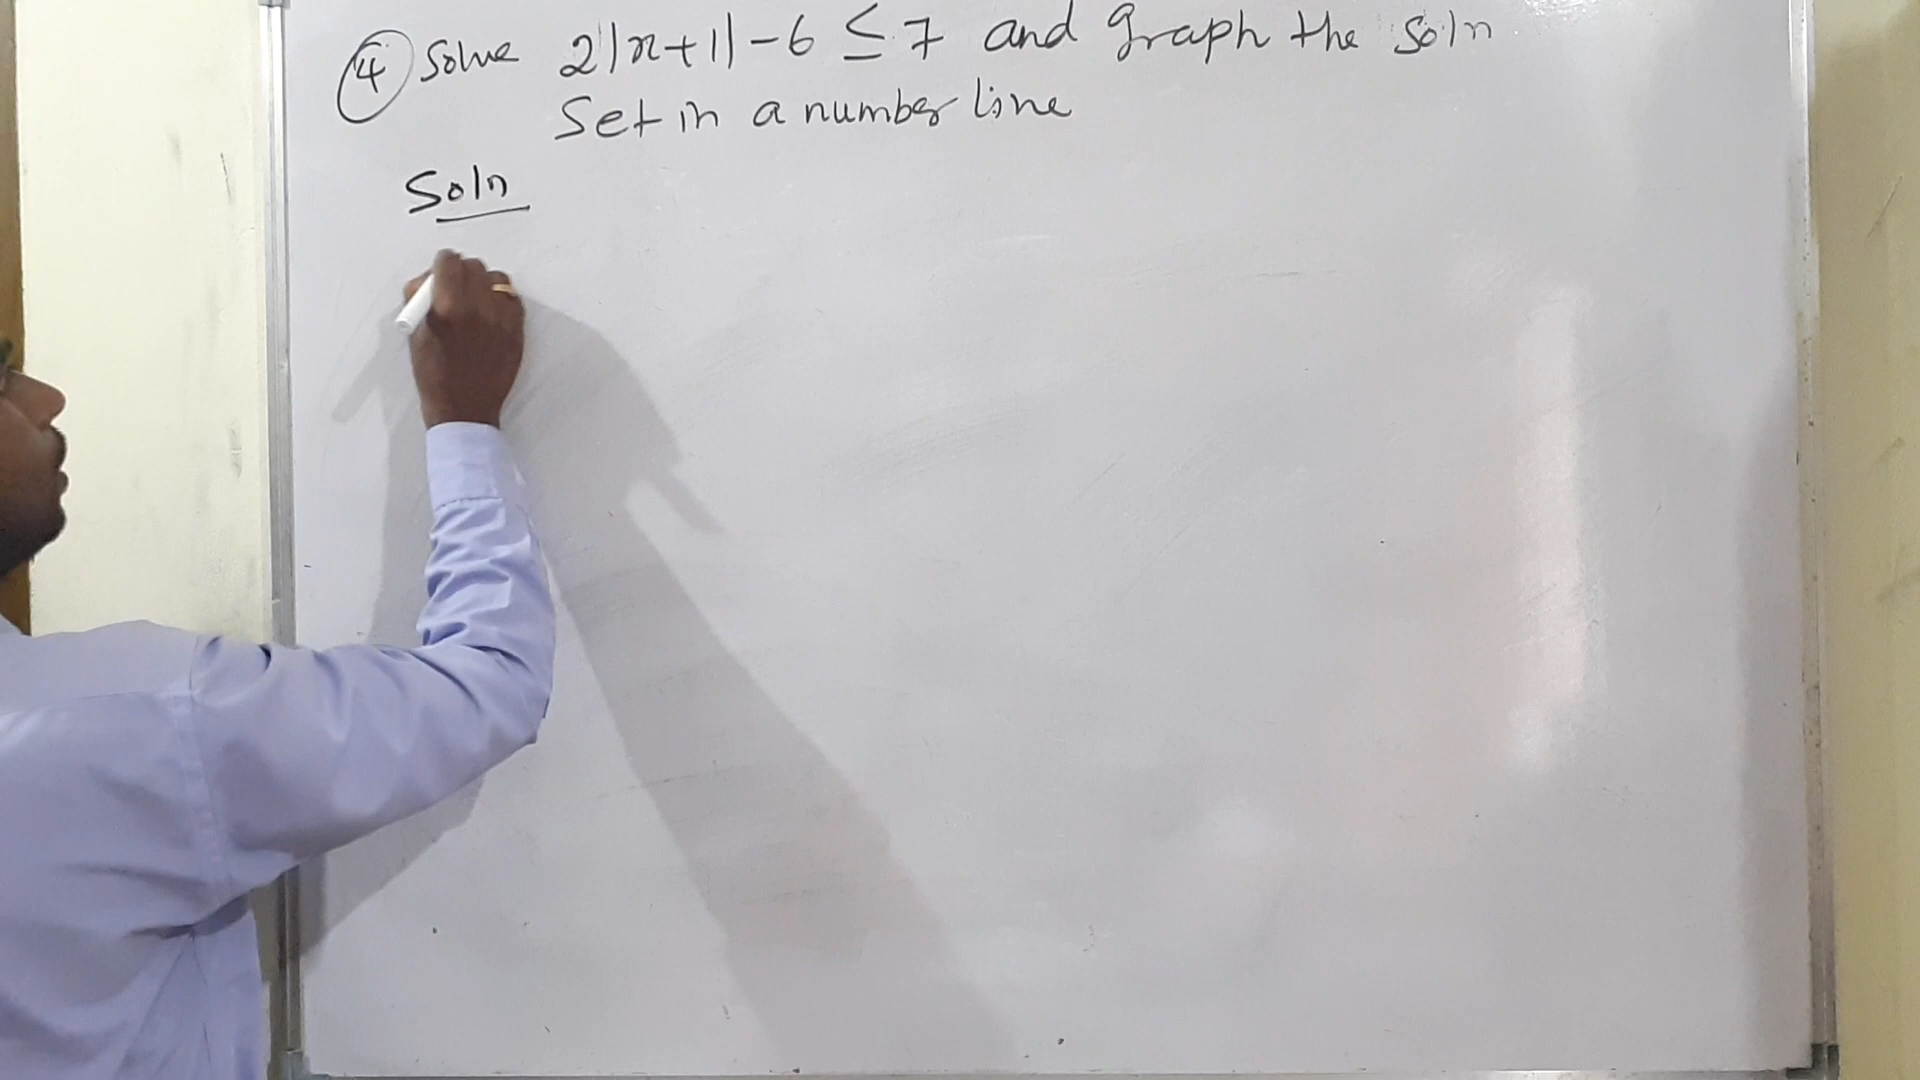 ④ Solve 2|x+1|-6 ≤ 7 and graph the soln
Set in a number line
Soln